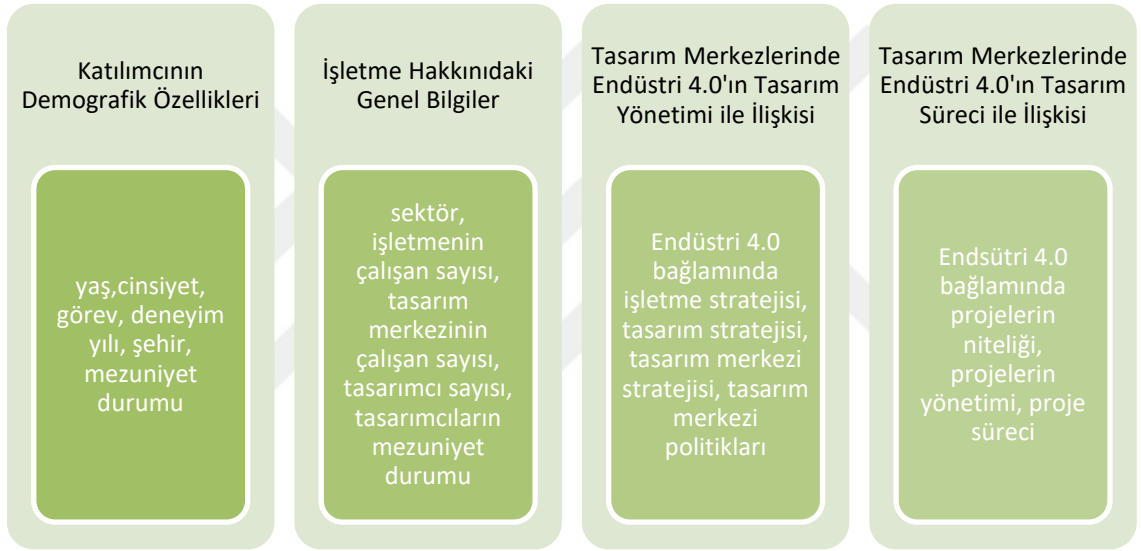 Katılımcının
Demografik Özellikleri
yaş,cinsiyet,
görev, deneyim
yılı, şehir,
mezuniyet
durumu
İşletme Hakkınıdaki
Genel Bilgiler
sektör,
işletmenin
çalışan sayısı,
tasarım
merkezinin
çalışan sayısı,
tasarımcı sayısı,
tasarımcıların
mezuniyet
durumu
Tasarım Merkezlerinde
Endüstri 4.0'ın Tasarım
Yönetimi ile İlişkisi
Endüstri 4.0
bağlamında
işletme stratejisi,
tasarım stratejisi,
tasarım merkezi
stratejisi, tasarım
merkezi
politikları
Tasarım Merkezlerinde
Endüstri 4.0'ın Tasarım
Süreci ile İlişkisi
Endsütri 4.0
bağlamında
projelerin
niteliği,
projelerin
yönetimi, proje
süreci